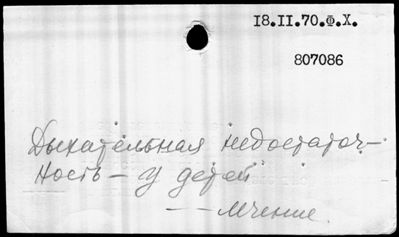 18.II.70.Ф.Х.
807086
Дыхательная недостаточ-
ность - у детей
- - лечение.